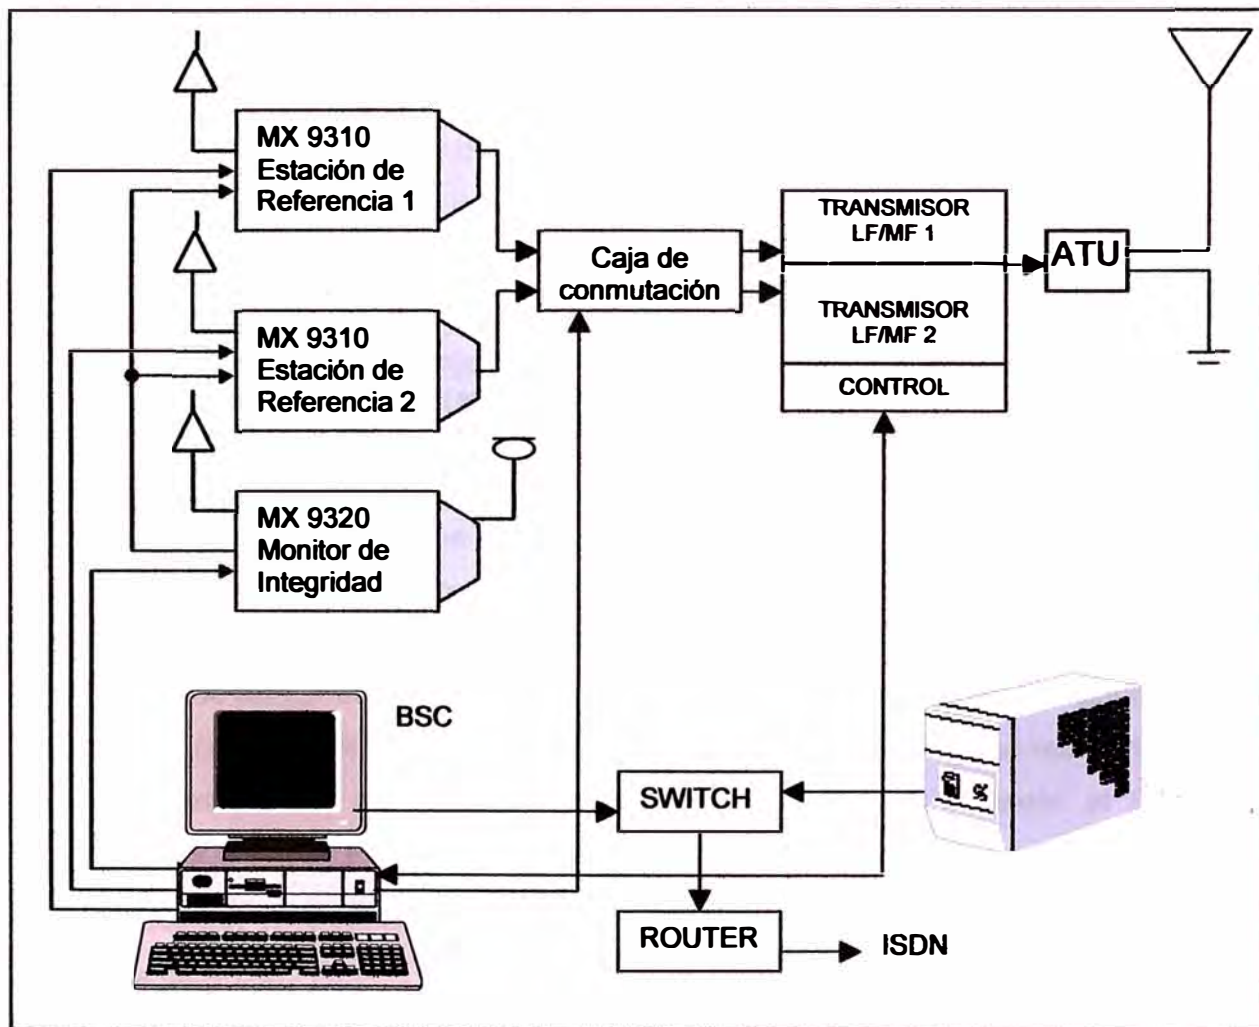 MX 9310
Estación de
Referencia 1
MX 9310
Estación de
Referencia 2
MX 9320
Monitor de
Integridad
Caja de
conmutación
TRANSMISOR
LF/MF 1
TRANSMISOR
LF/MF 2
CONTROL
ATU
BSC
SWITCH
ROUTER
ISDN